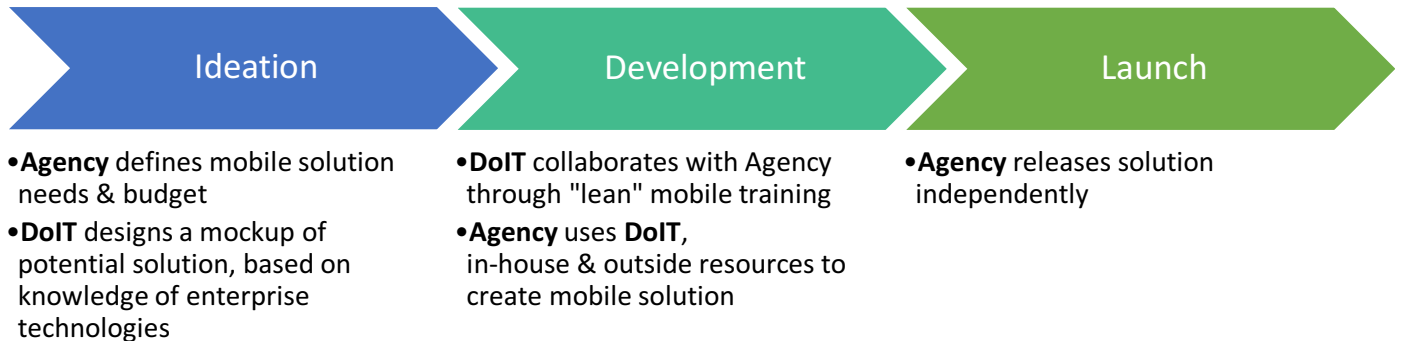 Ideation
•Agency defines mobile solution
needs & budget
•DoIT designs a mockup of
potential solution, based on
knowledge of enterprise
technologies
Development
•DoIT collaborates with Agency
through "lean" mobile training
•Agency uses DoIT,
in-house & outside resources to
create mobile solution
Launch
•Agency releases solution
independently